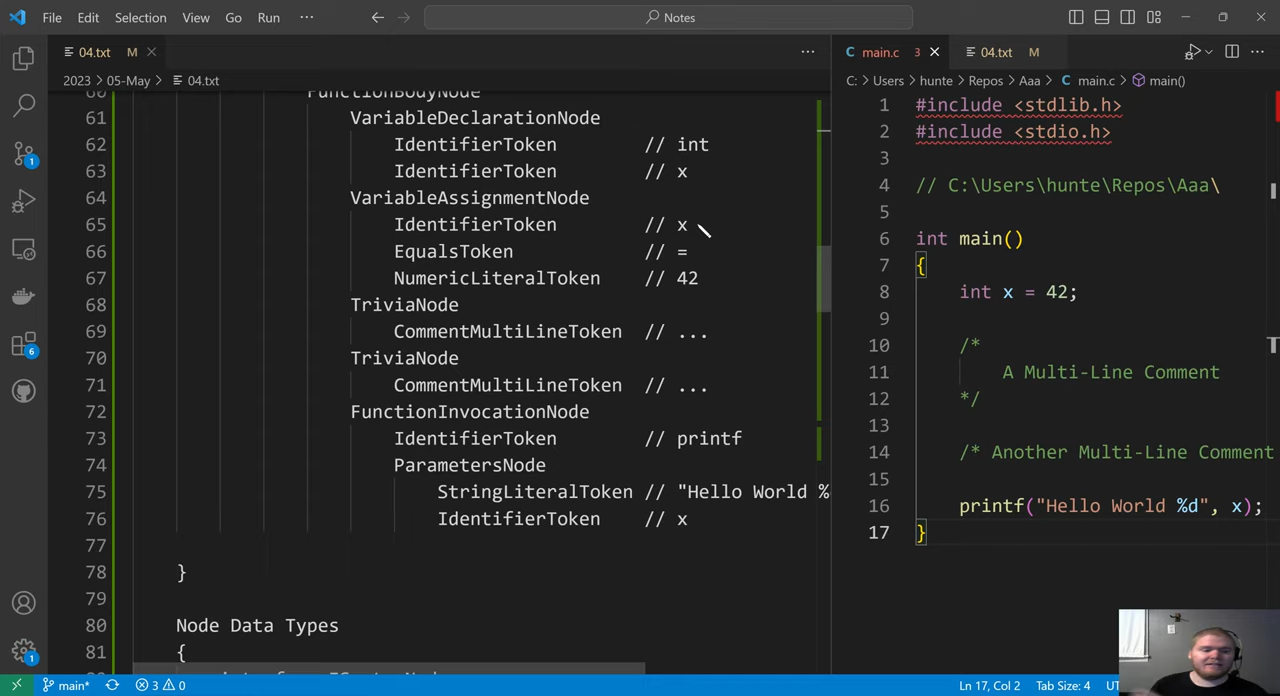 File Edit Selection View Go Run ··· Notes
04.txt M
main.c 3
04.txt M
2023 > 05-May > 04.txt
C: > Users > hunte > Repos > Aaa > main.c > main()
60 FunctionBodyNode
61 VariableDeclarationNode
62 IdentifierToken // int
63 IdentifierToken // x
64 VariableAssignmentNode
65 IdentifierToken // x
66 EqualsToken // =
67 NumericLiteralToken // 42
68 TriviaNode
69 CommentMultiLineToken // ...
70 TriviaNode
71 CommentMultiLineToken // ...
72 FunctionInvocationNode
73 IdentifierToken // printf
74 ParametersNode
75 StringLiteralToken // "Hello World %
76 IdentifierToken // x
77
78 }
79
80 Node Data Types
81 {
1 #include <stdlib.h>
2 #include <stdio.h>
3
4 // C:\Users\hunte\Repos\Aaa\
5
6 int main()
7 {
8 int x = 42;
9
10 /*
11 A Multi-Line Comment
12 */
13
14 /* Another Multi-Line Comment
15
16 printf("Hello World %d", x);
17 }
1
6
1
main* 3 0
Ln 17, Col 2 Tab Size: 4 UT